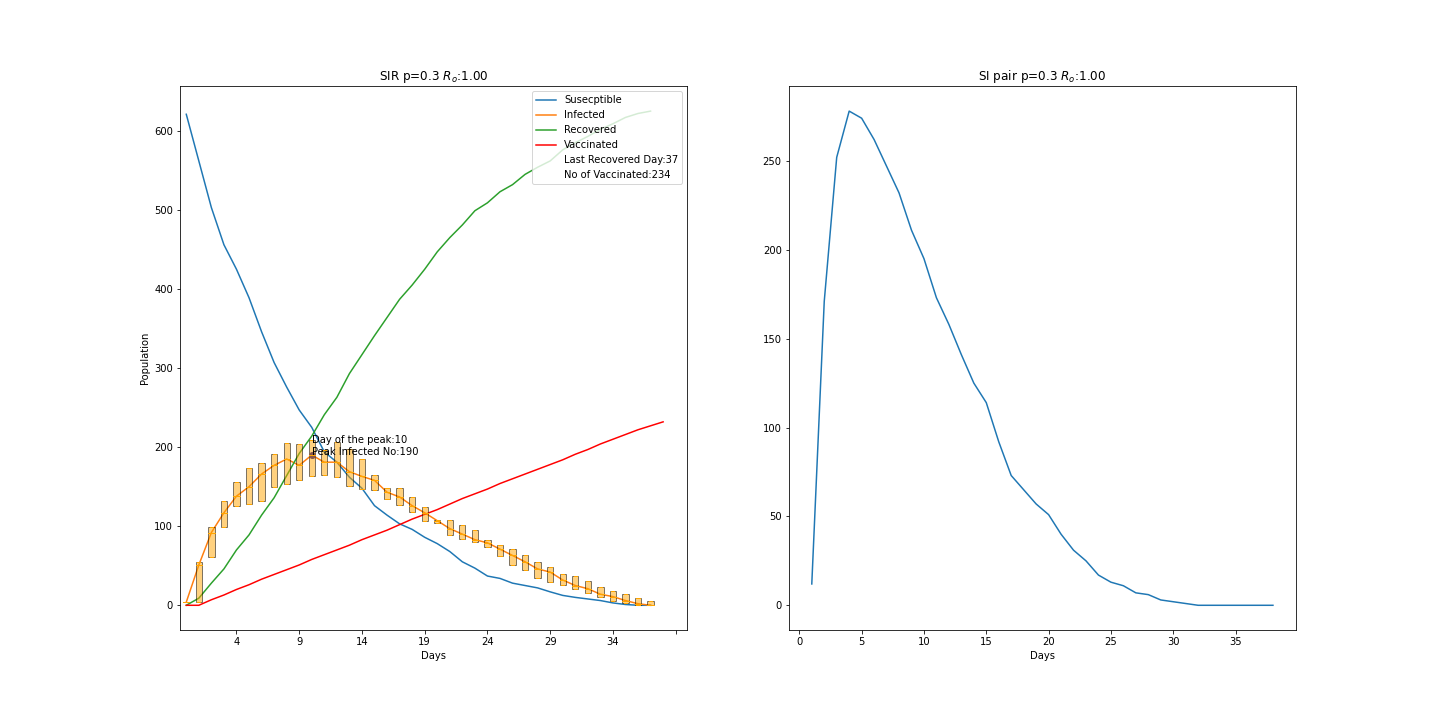 SIR p=0.3 Rₒ:1.00
Susecptible
Infected
Recovered
Vaccinated
Last Recovered Day:37
No of Vaccinated:234
600
500
400
300
200
100
0
Population
Day of the peak:10
Peak Infected No:190
4 9 14 19 24 29 34
Days
SI pair p=0.3 Rₒ:1.00
250
200
150
100
50
0
0 5 10 15 20 25 30 35
Days